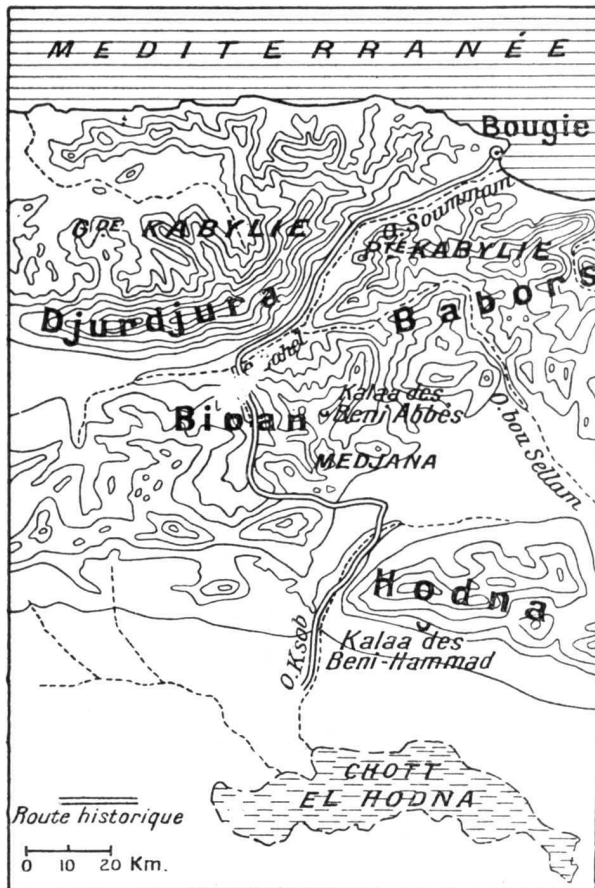 MEDITERRANÉE
Bougie
O. Soummam
Gᴰᴱ KABYLIE
Pᵗᵉ KABYLIE
Djurdjura
Babors
Sahel
Biban
Kalaa des
Beni Abbès
MEDJANA
O. bou Sellam
Hodna
O. Ksob
Kalaa des
Beni-Hammad
CHOTT
EL HODNA
Route historique
0 10 20 Km.